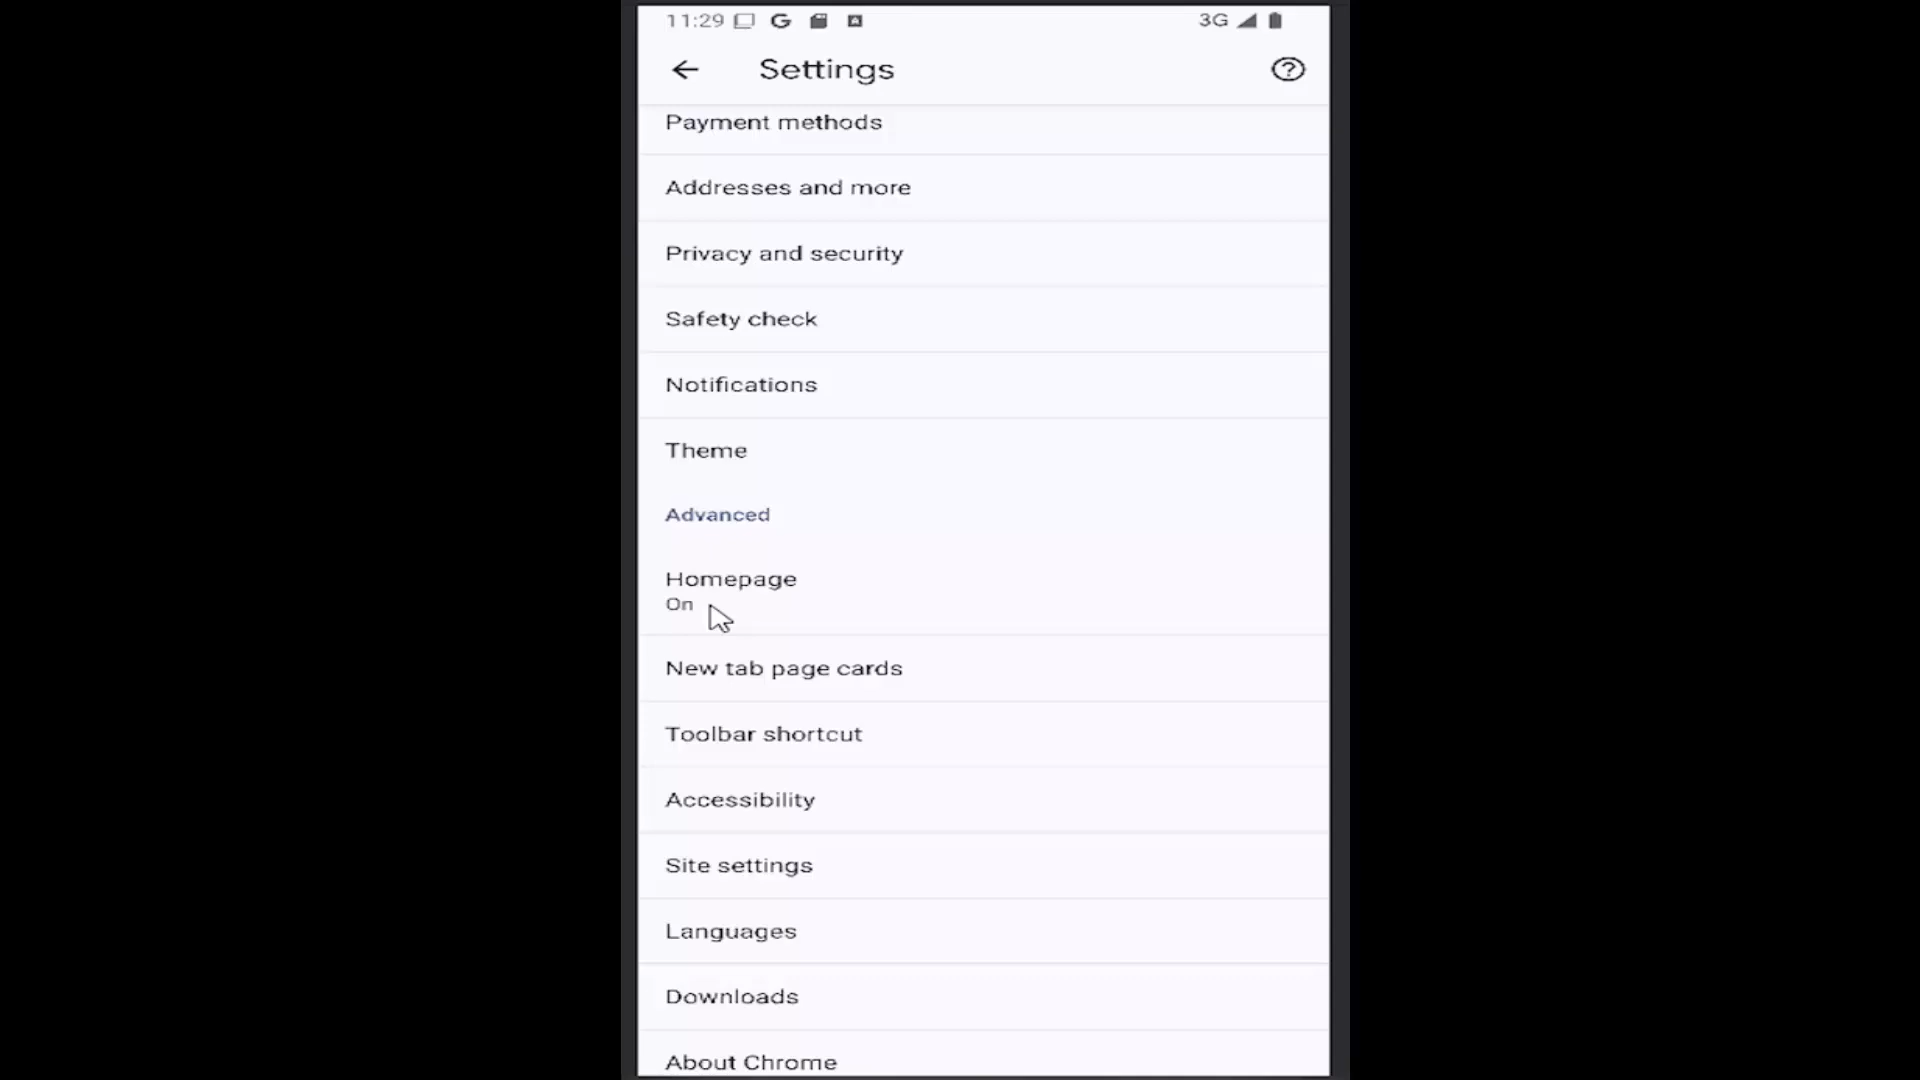 11:29
3G
Settings
Payment methods
Addresses and more
Privacy and security
Safety check
Notifications
Theme
Advanced
Homepage
On
New tab page cards
Toolbar shortcut
Accessibility
Site settings
Languages
Downloads
About Chrome